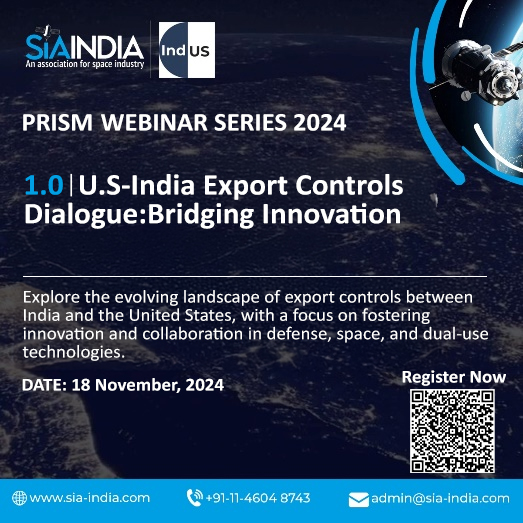 SiAINDIA
An association for space industry
IndUS
PRISM WEBINAR SERIES 2024
1.0|U.S-India Export Controls
Dialogue:Bridging Innovation
Explore the evolving landscape of export controls between
India and the United States, with a focus on fostering
innovation and collaboration in defense, space, and dual-use
technologies.
DATE: 18 November, 2024
Register Now
www.sia-india.com
+91-11-4604 8743
admin@sia-india.com